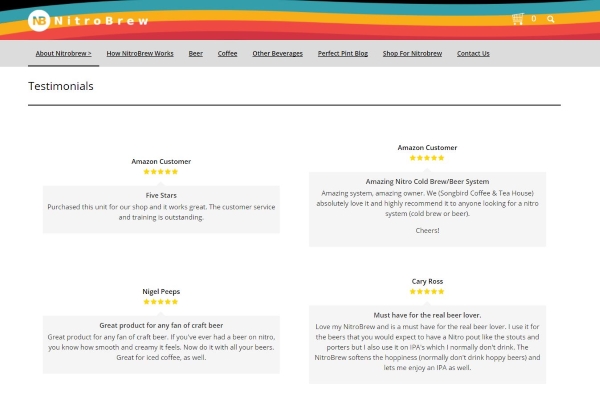 NB NitroBrew
0
About Nitrobrew > How NitroBrew Works Beer Coffee Other Beverages Perfect Pint Blog Shop For Nitrobrew Contact Us
Testimonials
Amazon Customer
Five Stars
Purchased this unit for our shop and it works great. The customer service
and training is outstanding.
Amazon Customer
Amazing Nitro Cold Brew/Beer System
Amazing system, amazing owner. We (Songbird Coffee & Tea House)
absolutely love it and highly recommend it to anyone looking for a nitro
system (cold brew or beer).
Cheers!
Nigel Peeps
Great product for any fan of craft beer
Great product for any fan of craft beer. If you've ever had a beer on nitro,
you know how smooth and creamy it feels. Now do it with all your beers.
Great for iced coffee, as well.
Cary Ross
Must have for the real beer lover.
Love my NitroBrew and is a must have for the real beer lover. I use it for
the beers that you would expect to have a Nitro pout like the stouts and
porters but I also use it on IPA's which I normally don't drink. The
NitroBrew softens the hoppiness (normally don't drink hoppy beers) and
lets me enjoy an IPA as well.